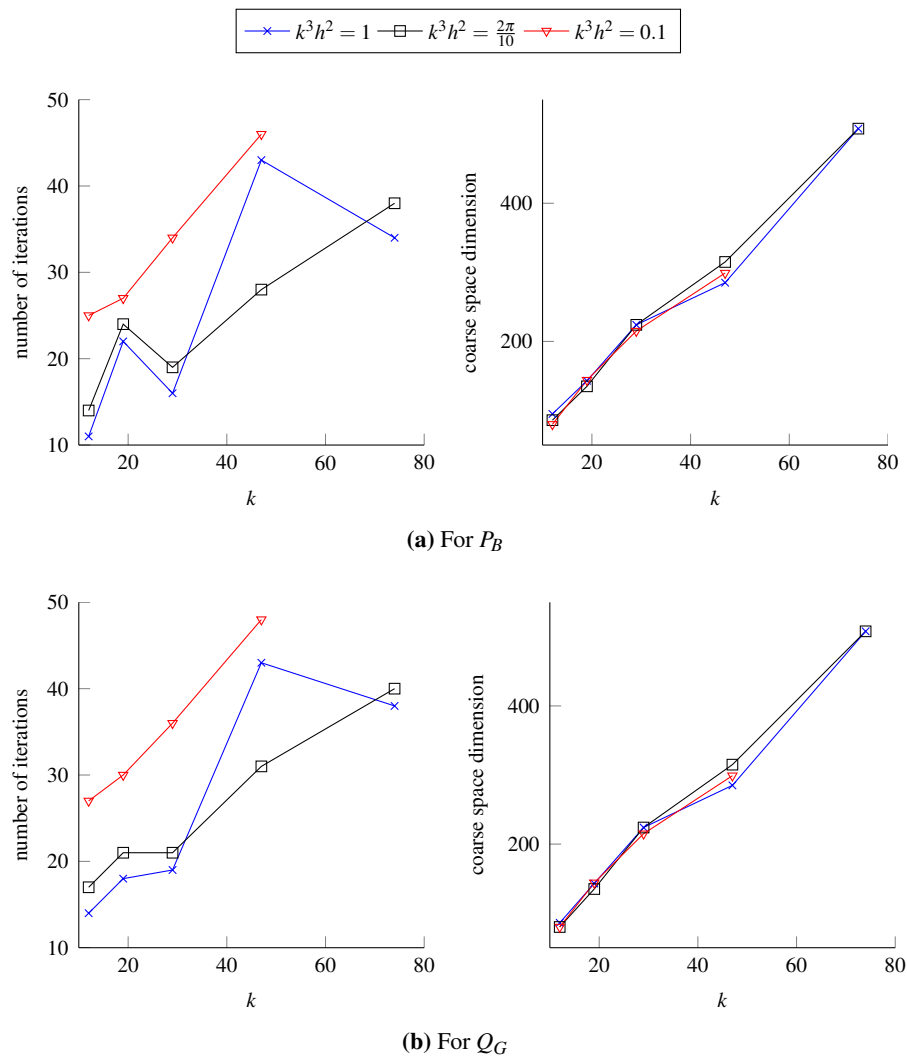 k³h² = 1 k³h² = 2π/10 k³h² = 0.1
50
40
30
20
10
20 40 60 80
number of iterations
k
400
200
20 40 60 80
coarse space dimension
k
(a) For P_B
50
40
30
20
10
20 40 60 80
number of iterations
k
400
200
20 40 60 80
coarse space dimension
k
(b) For Q_G